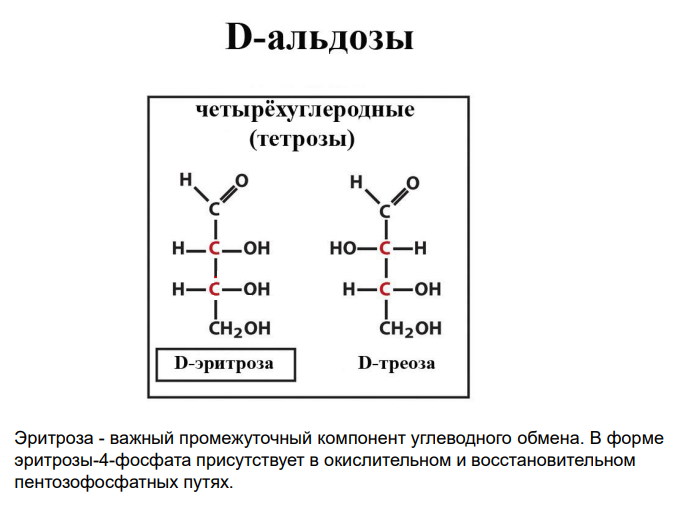 D-альдозы
четырёхуглеродные
(тетрозы)
H O H O
C C
H—C—OH HO—C—H
H—C—OH H—C—OH
CH₂OH CH₂OH
D-эритроза D-треоза
Эритроза - важный промежуточный компонент углеводного обмена. В форме
эритрозы-4-фосфата присутствует в окислительном и восстановительном
пентозофосфатных путях.